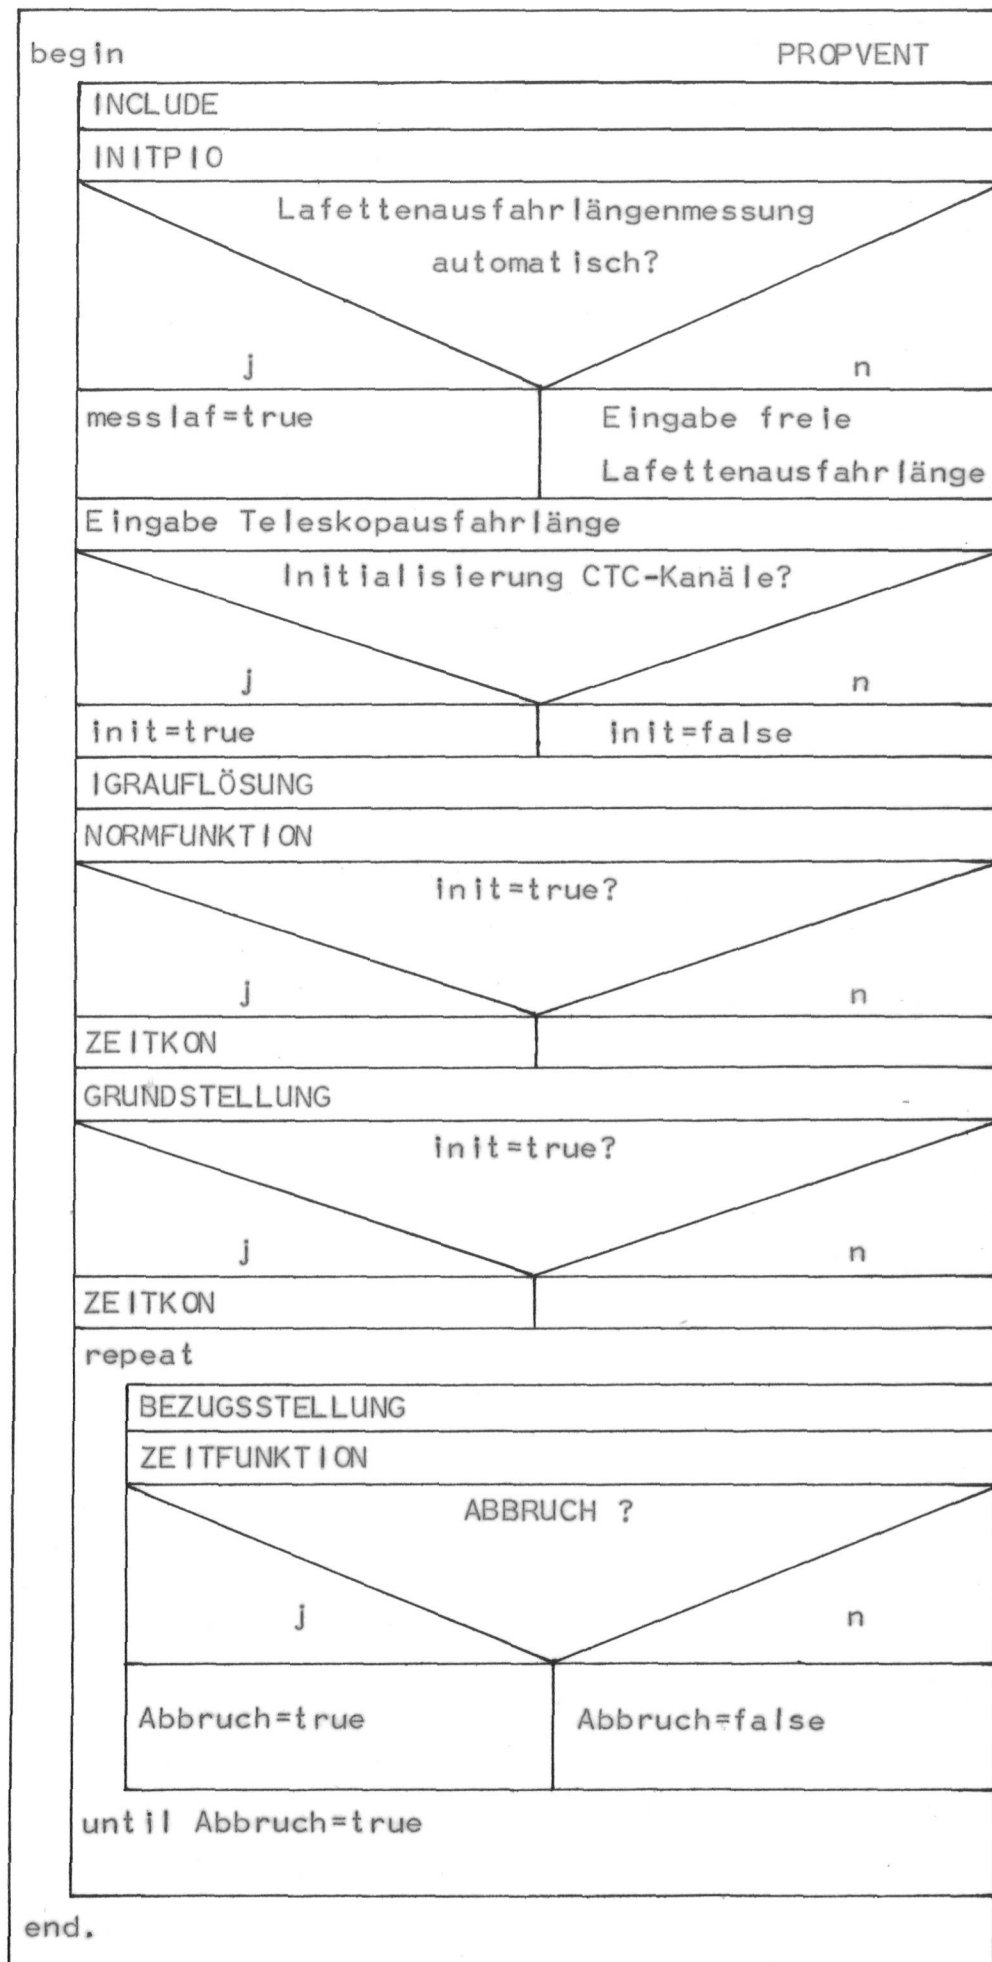 begin PROPVENT
INCLUDE
INITPIO
Lafettenausfahrlängenmessung
automatisch?
j n
messlaf=true Eingabe freie
Lafettenausfahrlänge
Eingabe Teleskopausfahrlänge
Initialisierung CTC-Kanäle?
j n
init=true init=false
IGRAUFLÖSUNG
NORMFUNKTION
init=true?
j n
ZEITKON
GRUNDSTELLUNG
init=true?
j n
ZEITKON
repeat
BEZUGSSTELLUNG
ZEITFUNKTION
ABBRUCH ?
j n
Abbruch=true Abbruch=false
until Abbruch=true
end.